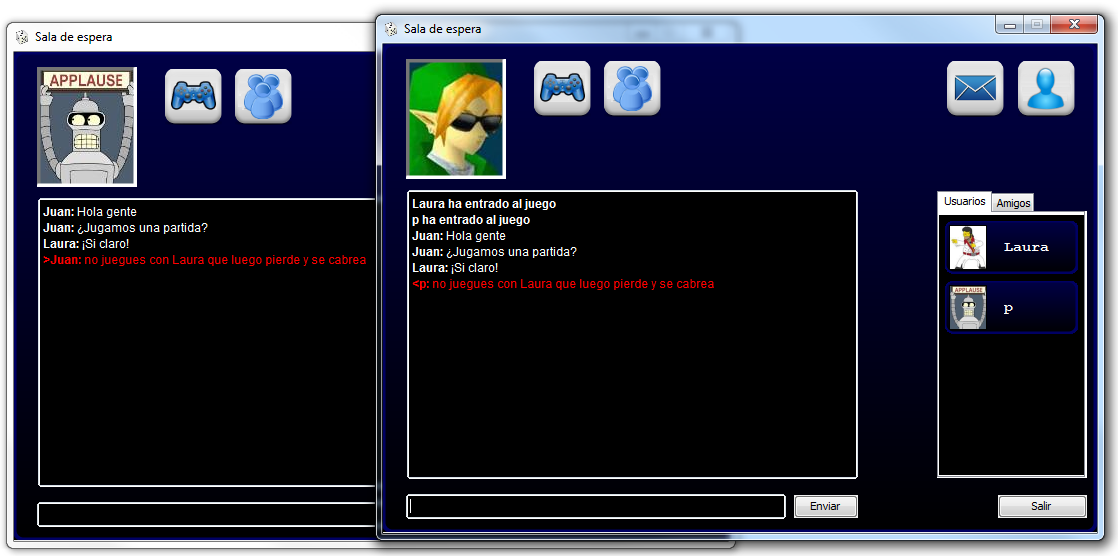 Sala de espera
APPLAUSE
Juan: Hola gente
Juan: ¿Jugamos una partida?
Laura: ¡Si claro!
>Juan: no juegues con Laura que luego pierde y se cabrea
Sala de espera
Laura ha entrado al juego
p ha entrado al juego
Juan: Hola gente
Juan: ¿Jugamos una partida?
Laura: ¡Si claro!
<p: no juegues con Laura que luego pierde y se cabrea
Usuarios Amigos
Laura
APPLAUSE
p
Enviar
Salir